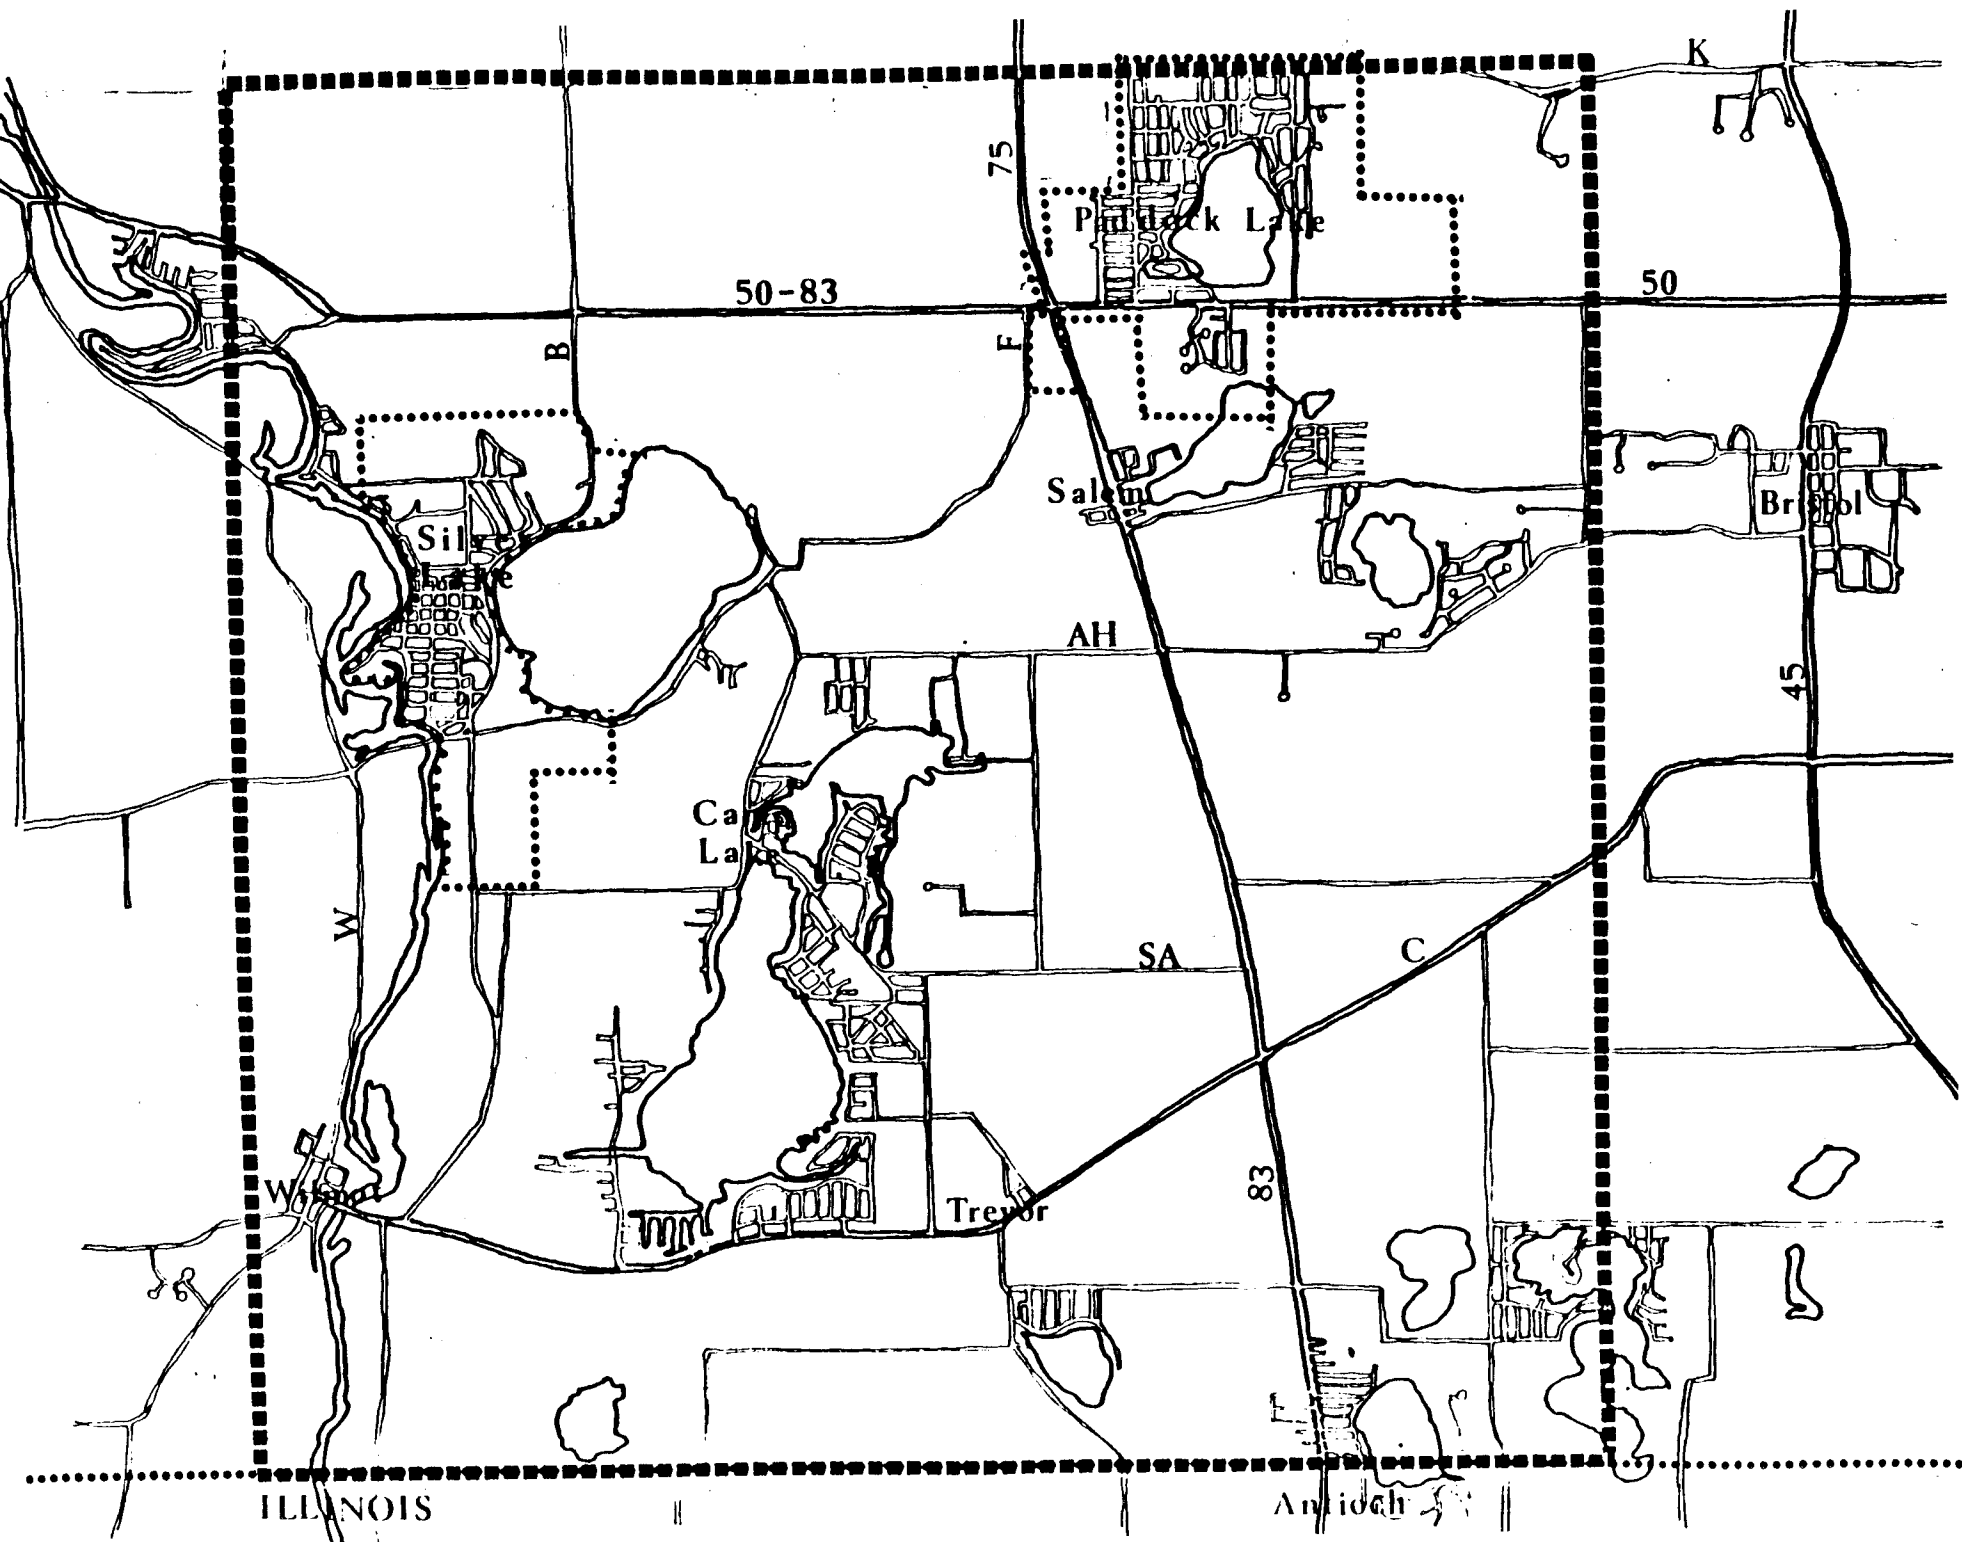 K
75
Paddock Lake
50-83
50
B
F
Salem
Bristol
Silver
Lake
AH
45
Camp
Lake
W
SA
C
83
Wilmot
Trevor
ILLINOIS
Antioch